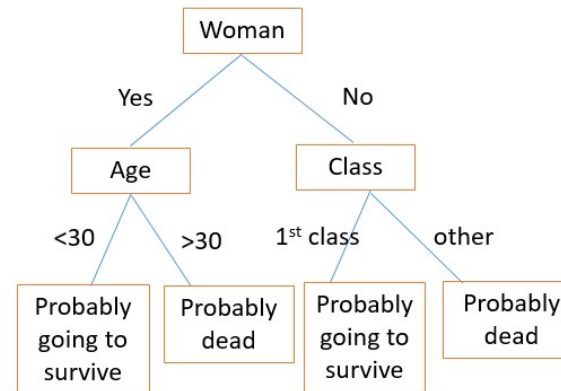 Woman
Yes
No
Age
Class
<30
>30
1st class
other
Probably
going to
survive
Probably
dead
Probably
going to
survive
Probably
dead